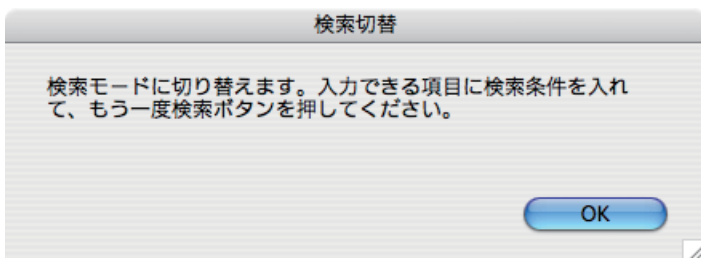 検索切替
検索モードに切り替えます。入力できる項目に検索条件を入れ
て、もう一度検索ボタンを押してください。
OK